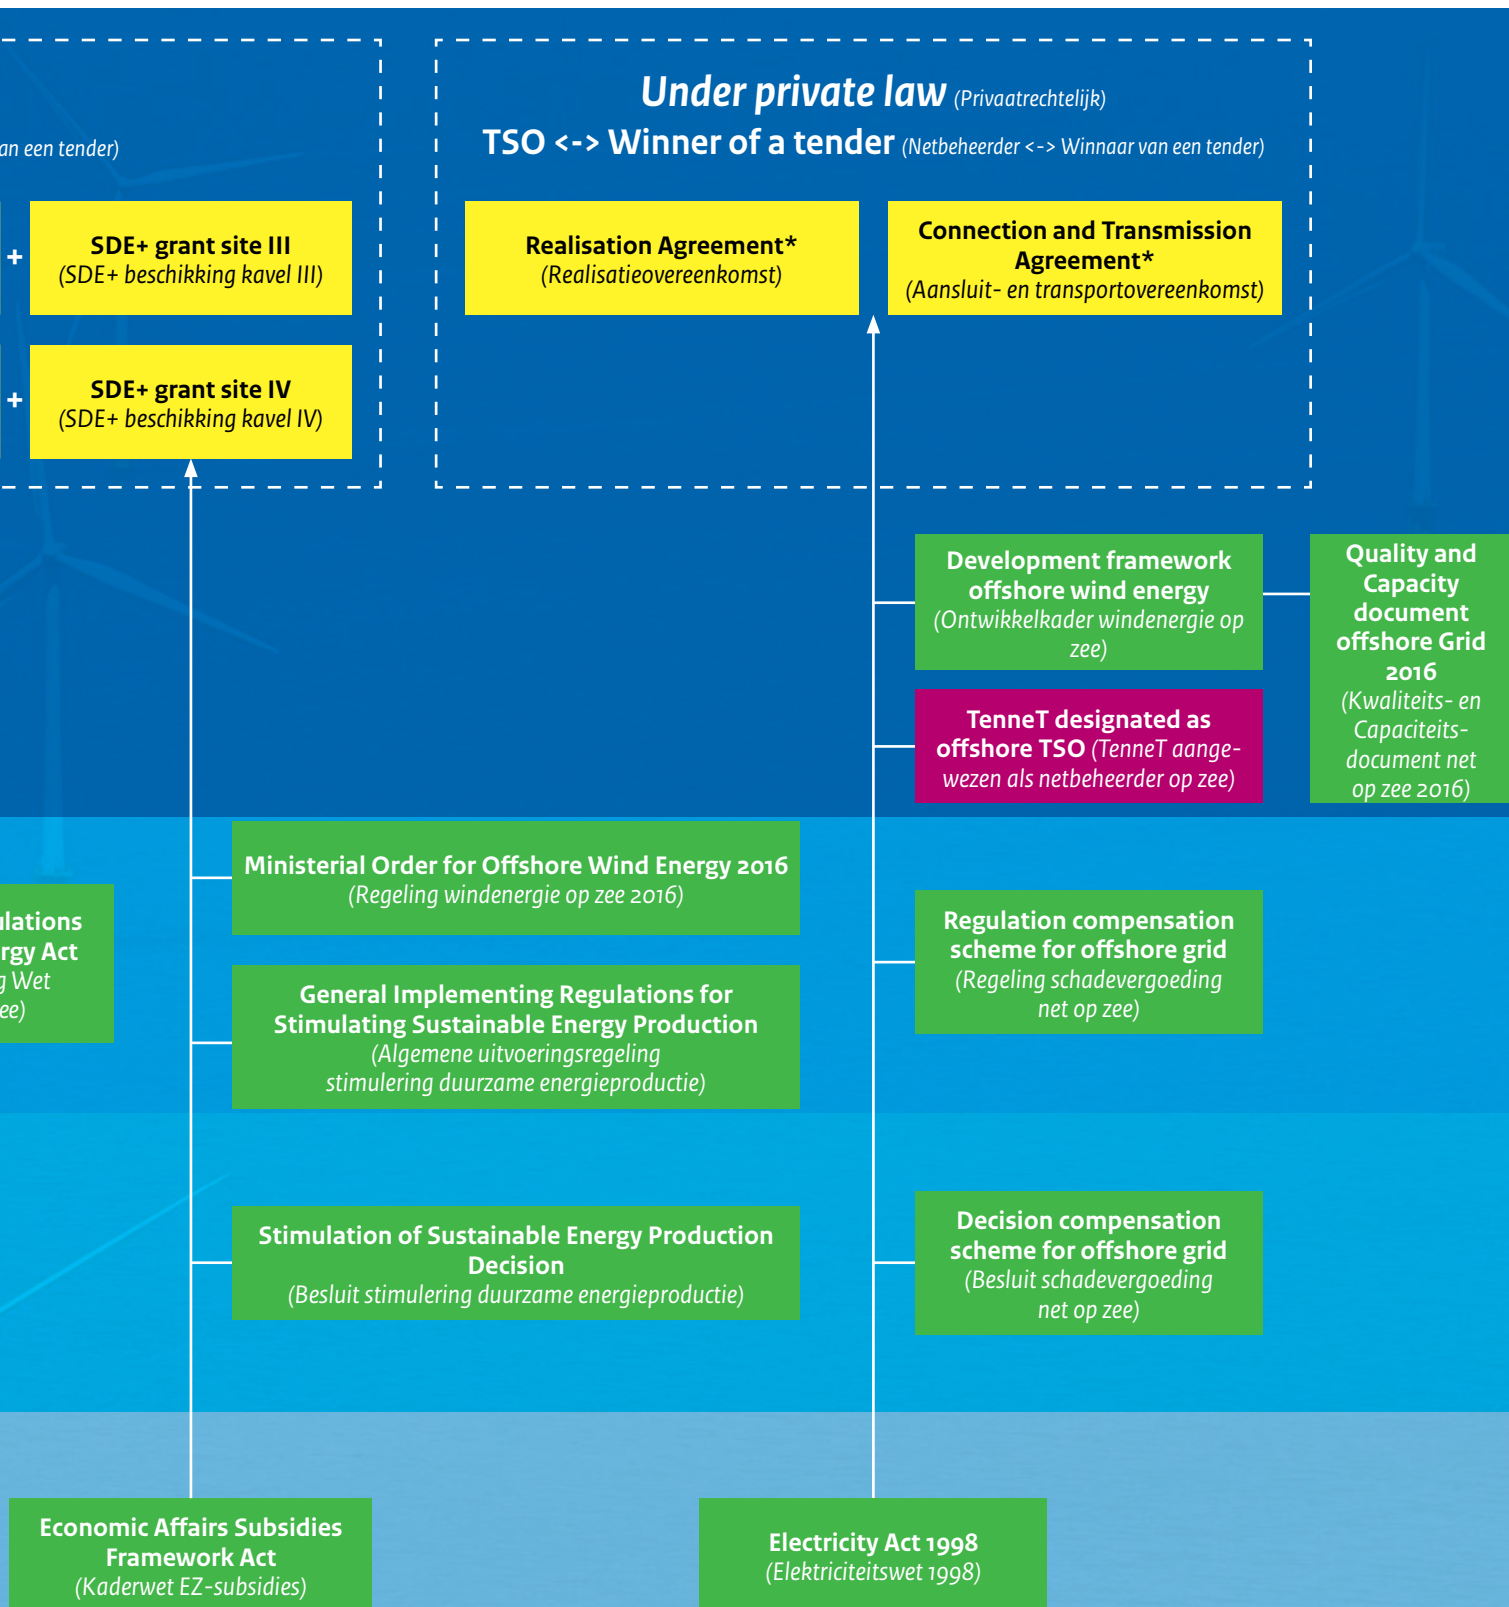 an een tender)
+
SDE+ grant site III
(SDE+ beschikking kavel III)
+
SDE+ grant site IV
(SDE+ beschikking kavel IV)
Under private law (Privaatrechtelijk)
TSO <-> Winner of a tender (Netbeheerder <-> Winnaar van een tender)
Realisation Agreement*
(Realisatieovereenkomst)
Connection and Transmission
Agreement*
(Aansluit- en transportovereenkomst)
Development framework
offshore wind energy
(Ontwikkelkader windenergie op
zee)
Quality and
Capacity
document
offshore Grid
2016
(Kwaliteits- en
Capaciteits-
document net
op zee 2016)
TenneT designated as
offshore TSO (TenneT aange-
wezen als netbeheerder op zee)
ulations
rgy Act
g Wet
ee)
Ministerial Order for Offshore Wind Energy 2016
(Regeling windenergie op zee 2016)
General Implementing Regulations for
Stimulating Sustainable Energy Production
(Algemene uitvoeringsregeling
stimulering duurzame energieproductie)
Regulation compensation
scheme for offshore grid
(Regeling schadevergoeding
net op zee)
Stimulation of Sustainable Energy Production
Decision
(Besluit stimulering duurzame energieproductie)
Decision compensation
scheme for offshore grid
(Besluit schadevergoeding
net op zee)
Economic Affairs Subsidies
Framework Act
(Kaderwet EZ-subsidies)
Electricity Act 1998
(Elektriciteitswet 1998)